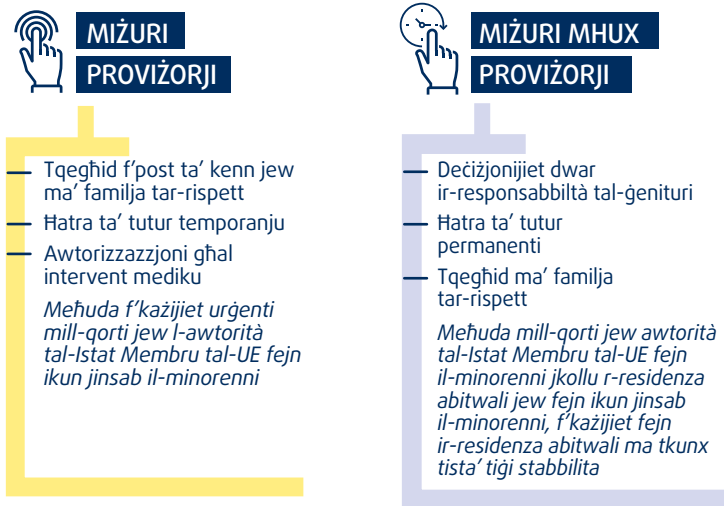 MIŻURI
PROVIŻORJI
Tqegħid f'post ta' kenn jew
ma' familja tar-rispett
Ħatra ta' tutur temporanju
Awtorizzazzjoni għal
intervent mediku
Meħuda f'każijiet urġenti
mill-qorti jew l-awtorità
tal-Istat Membru tal-UE fejn
ikun jinsab il-minorenni
MIŻURI MHUX
PROVIŻORJI
Deċiżjonijiet dwar
ir-responsabbiltà tal-ġenituri
Ħatra ta' tutur
permanenti
Tqegħid ma' familja
tar-rispett
Meħuda mill-qorti jew awtorità
tal-Istat Membru tal-UE fejn
il-minorenni jkollu r-residenza
abitwali jew fejn ikun jinsab
il-minorenni, f'każijiet fejn
ir-residenza abitwali ma tkunx
tista' tiġi stabbilita